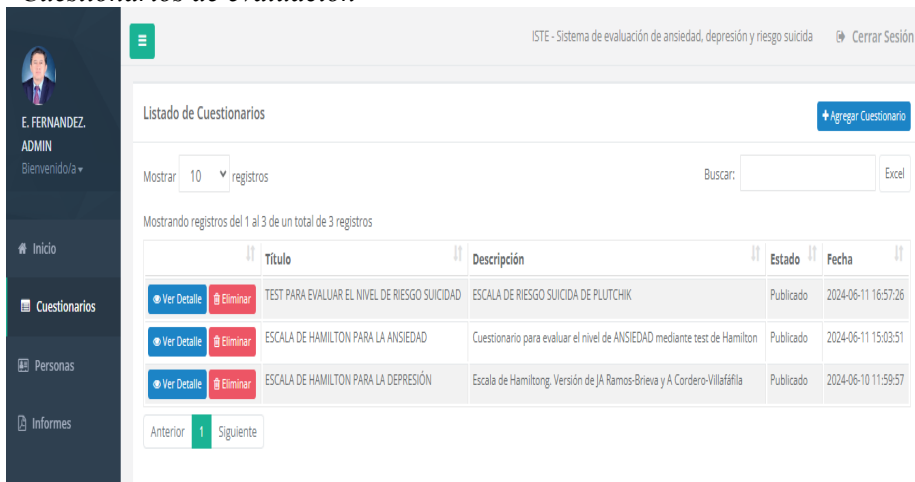 Cuestionarios de evaluación
ISTE - Sistema de evaluación de ansiedad, depresión y riesgo suicida
Cerrar Sesión
E. FERNANDEZ.
ADMIN
Bienvenido/a
Inicio
Cuestionarios
Personas
Informes
Listado de Cuestionarios
Agregar Cuestionario
Mostrar 10 registros
Buscar:
Excel
Mostrando registros del 1 al 3 de un total de 3 registros
Título Descripción Estado Fecha
Ver Detalle Eliminar TEST PARA EVALUAR EL NIVEL DE RIESGO SUICIDAD ESCALA DE RIESGO SUICIDA DE PLUTCHIK Publicado 2024-06-11 16:57:26
Ver Detalle Eliminar ESCALA DE HAMILTON PARA LA ANSIEDAD Cuestionario para evaluar el nivel de ANSIEDAD mediante test de Hamilton Publicado 2024-06-11 15:03:51
Ver Detalle Eliminar ESCALA DE HAMILTON PARA LA DEPRESIÓN Escala de Hamiltong. Versión de JA Ramos-Brieva y A Cordero-Villafáfila Publicado 2024-06-10 11:59:57
Anterior 1 Siguiente